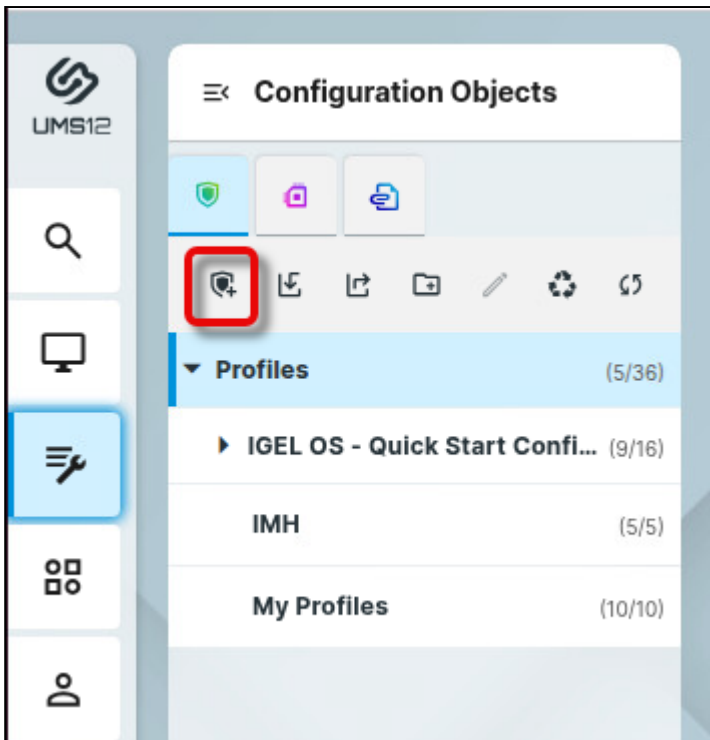 UMS12
Configuration Objects
Profiles (5/36)
IGEL OS - Quick Start Confi... (9/16)
IMH (5/5)
My Profiles (10/10)